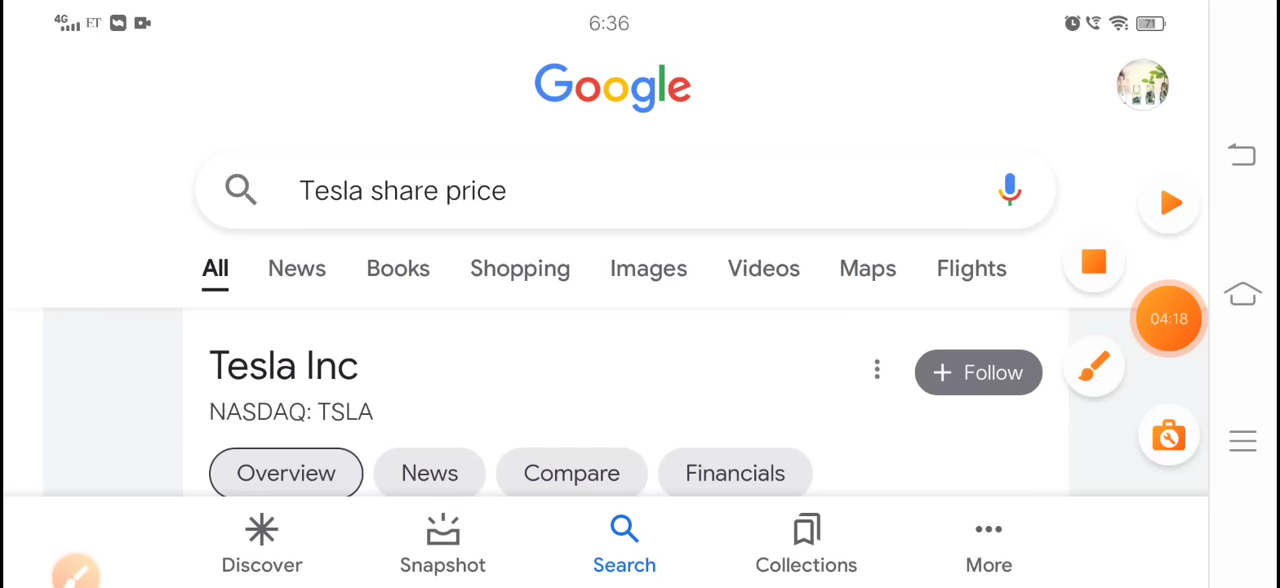 4G ET 6:36 71
Google
Tesla share price
All News Books Shopping Images Videos Maps Flights
04:18
Tesla Inc
+ Follow
NASDAQ: TSLA
Overview News Compare Financials
Discover Snapshot Search Collections More